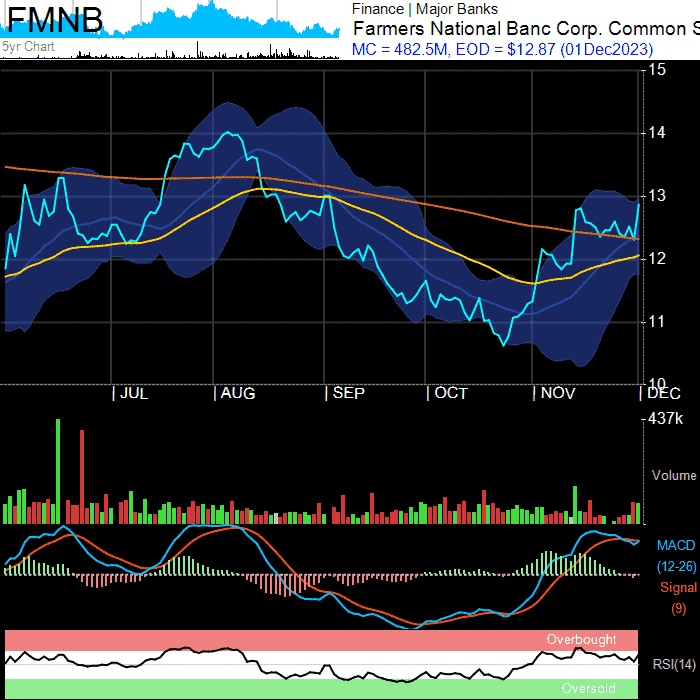 FMNB
5yr Chart
Finance | Major Banks
Farmers National Banc Corp. Common S
MC = 482.5M, EOD = $12.87 (01Dec2023)
15
14
13
12
11
10
| JUL | AUG | SEP | OCT | NOV | DEC
437k
Volume
MACD
(12-26)
Signal
(9)
Overbought
RSI(14)
Oversold